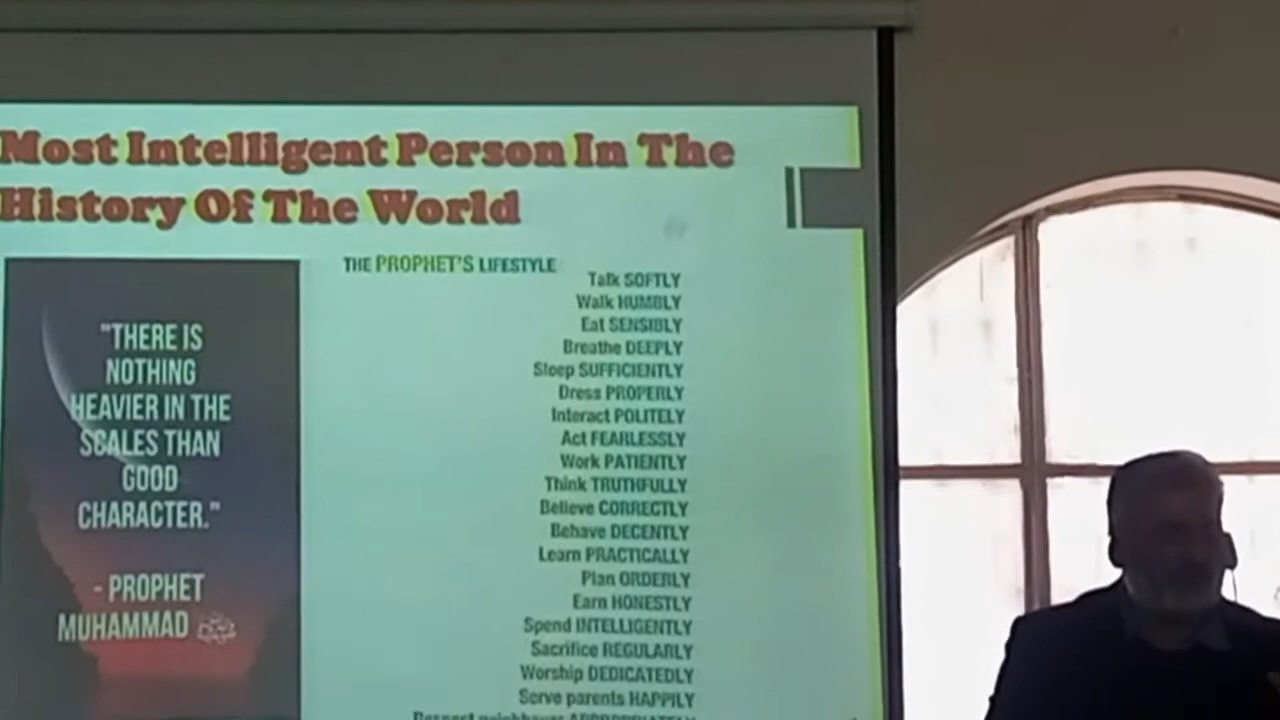 Most Intelligent Person In The
History Of The World
"THERE IS
NOTHING
HEAVIER IN THE
SCALES THAN
GOOD
CHARACTER."
- PROPHET
MUHAMMAD
THE PROPHET'S LIFESTYLE
Talk SOFTLY
Walk HUMBLY
Eat SENSIBLY
Breathe DEEPLY
Sleep SUFFICIENTLY
Dress PROPERLY
Interact POLITELY
Act FEARLESSLY
Work PATIENTLY
Think TRUTHFULLY
Believe CORRECTLY
Behave DECENTLY
Learn PRACTICALLY
Plan ORDERLY
Earn HONESTLY
Spend INTELLIGENTLY
Sacrifice REGULARLY
Worship DEDICATEDLY
Serve parents HAPPILY